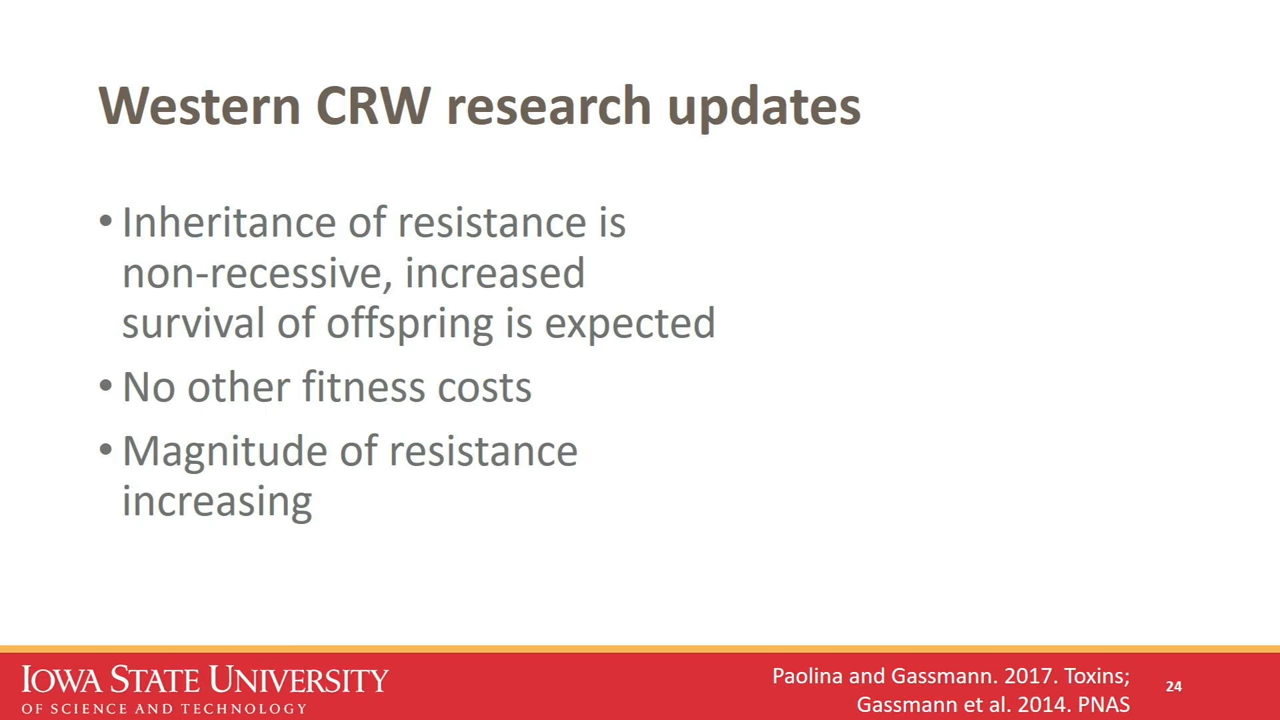 Western CRW research updates
• Inheritance of resistance is
non-recessive, increased
survival of offspring is expected
• No other fitness costs
• Magnitude of resistance
increasing
IOWA STATE UNIVERSITY
OF SCIENCE AND TECHNOLOGY
Paolina and Gassmann. 2017. Toxins;
Gassmann et al. 2014. PNAS
24